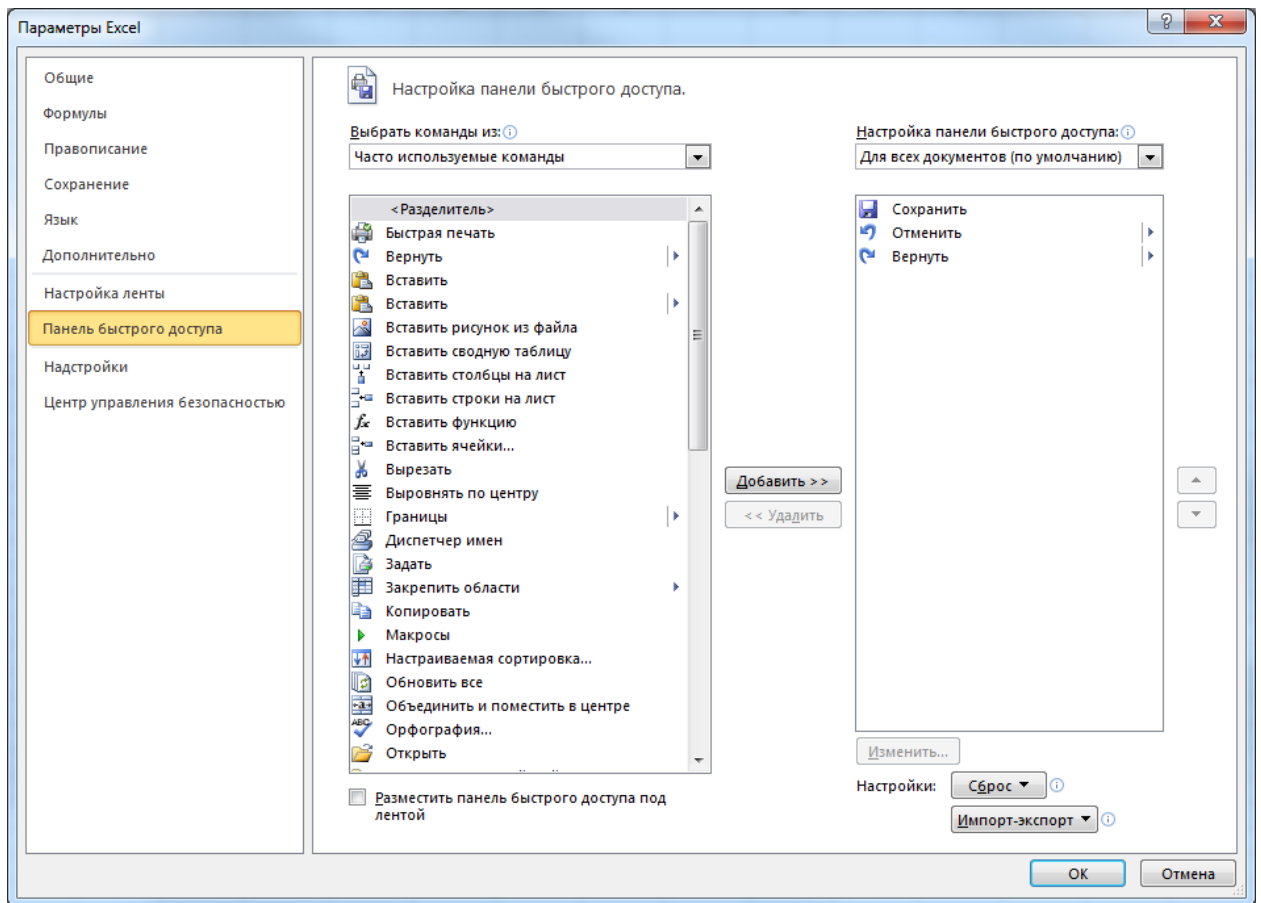 Параметры Excel
Общие
Формулы
Правописание
Сохранение
Язык
Дополнительно
Настройка ленты
Панель быстрого доступа
Надстройки
Центр управления безопасностью
Настройка панели быстрого доступа.
Выбрать команды из:
Часто используемые команды
<Разделитель>
Быстрая печать
Вернуть
Вставить
Вставить
Вставить рисунок из файла
Вставить сводную таблицу
Вставить столбцы на лист
Вставить строки на лист
Вставить функцию
Вставить ячейки...
Вырезать
Выровнять по центру
Границы
Диспетчер имен
Задать
Закрепить области
Копировать
Макросы
Настраиваемая сортировка...
Обновить все
Объединить и поместить в центре
Орфография...
Открыть
Разместить панель быстрого доступа под
лентой
Добавить >>
<< Удалить
Настройка панели быстрого доступа:
Для всех документов (по умолчанию)
Сохранить
Отменить
Вернуть
Изменить...
Настройки: Сброс
Импорт-экспорт
ОК Отмена